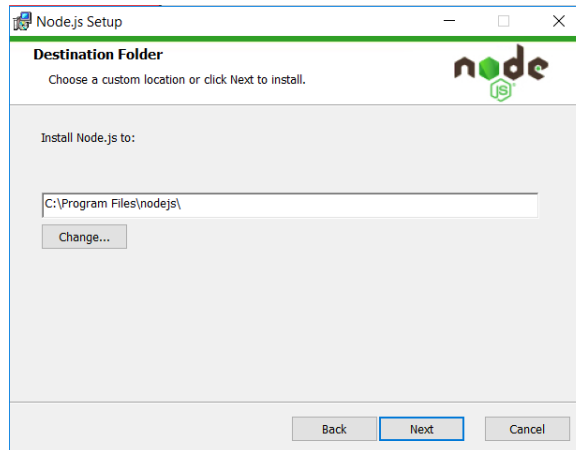 Node.js Setup
Destination Folder
Choose a custom location or click Next to install.
node
JS
Install Node.js to:
C:\Program Files\nodejs\
Change...
Back Next Cancel